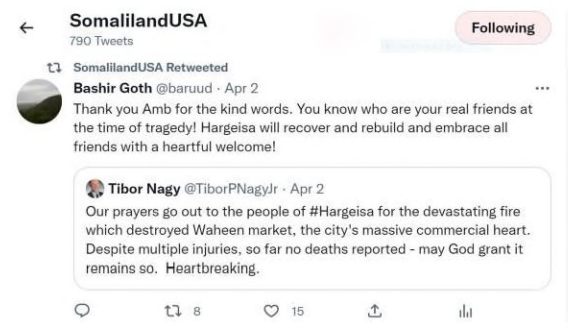 SomalilandUSA
Following
790 Tweets
SomalilandUSA Retweeted
Bashir Goth @baruud · Apr 2
Thank you Amb for the kind words. You know who are your real friends at
the time of tragedy! Hargeisa will recover and rebuild and embrace all
friends with a heartful welcome!
Tibor Nagy @TiborPNagyJr · Apr 2
Our prayers go out to the people of #Hargeisa for the devastating fire
which destroyed Waheen market, the city's massive commercial heart.
Despite multiple injuries, so far no deaths reported - may God grant it
remains so. Heartbreaking.
8
15